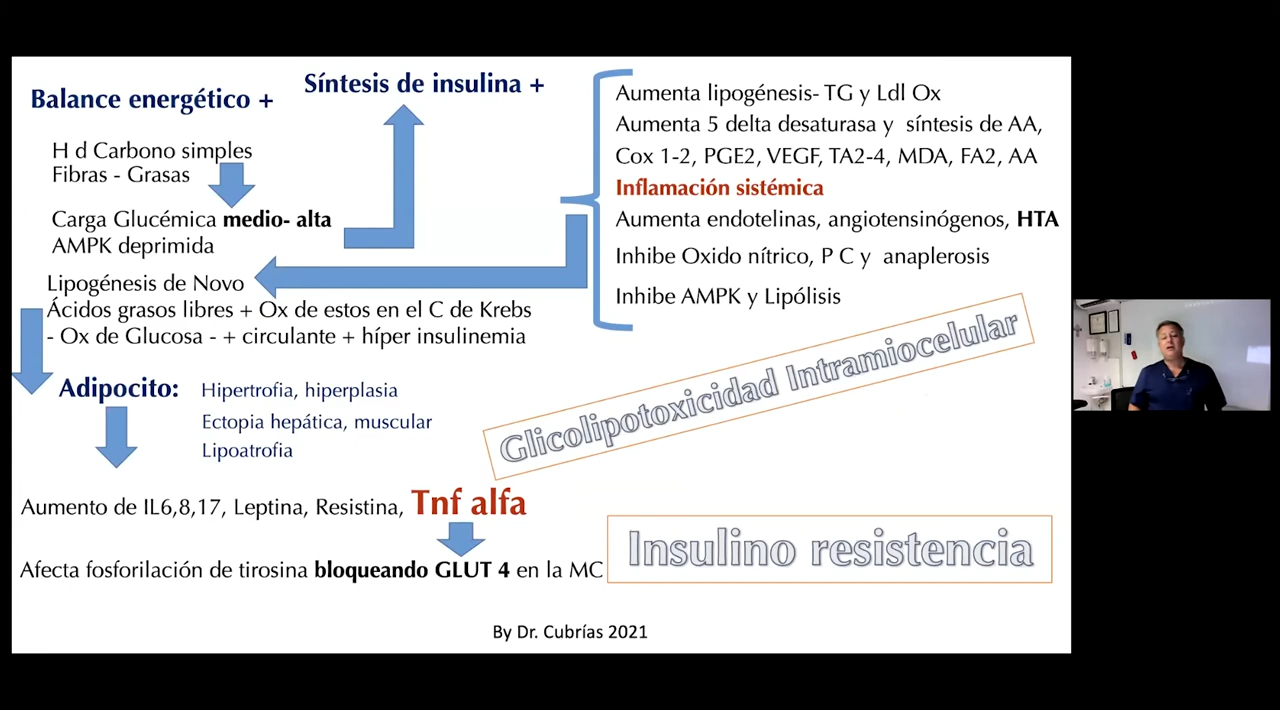 Balance energético +
H d Carbono simples
Fibras - Grasas
Carga Glucémica medio- alta
AMPK deprimida
Lipogénesis de Novo
Ácidos grasos libres + Ox de estos en el C de Krebs
- Ox de Glucosa - + circulante + híper insulinemia
Síntesis de insulina +
Aumenta lipogénesis- TG y Ldl Ox
Aumenta 5 delta desaturasa y síntesis de AA,
Cox 1-2, PGE2, VEGF, TA2-4, MDA, FA2, AA
Inflamación sistémica
Aumenta endotelinas, angiotensinógenos, HTA
Inhibe Oxido nítrico, P C y anaplerosis
Inhibe AMPK y Lipólisis
Adipocito:
Hipertrofia, hiperplasia
Ectopia hepática, muscular
Lipoatrofia
Glicolipotoxicidad Intramiocelular
Aumento de IL6,8,17, Leptina, Resistina, Tnf alfa
Afecta fosforilación de tirosina bloqueando GLUT 4 en la MC
Insulino resistencia
By Dr. Cubrías 2021